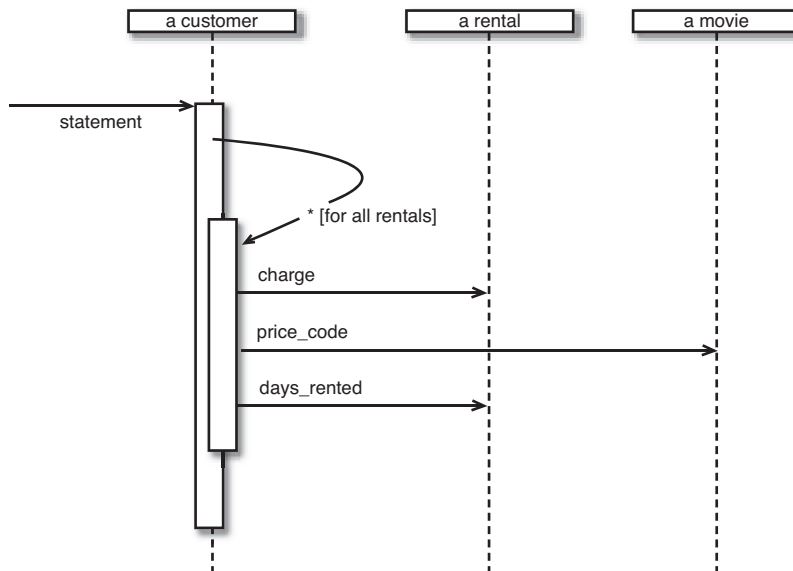 a customer
a rental
a movie
statement
* [for all rentals]
charge
price_code
days_rented